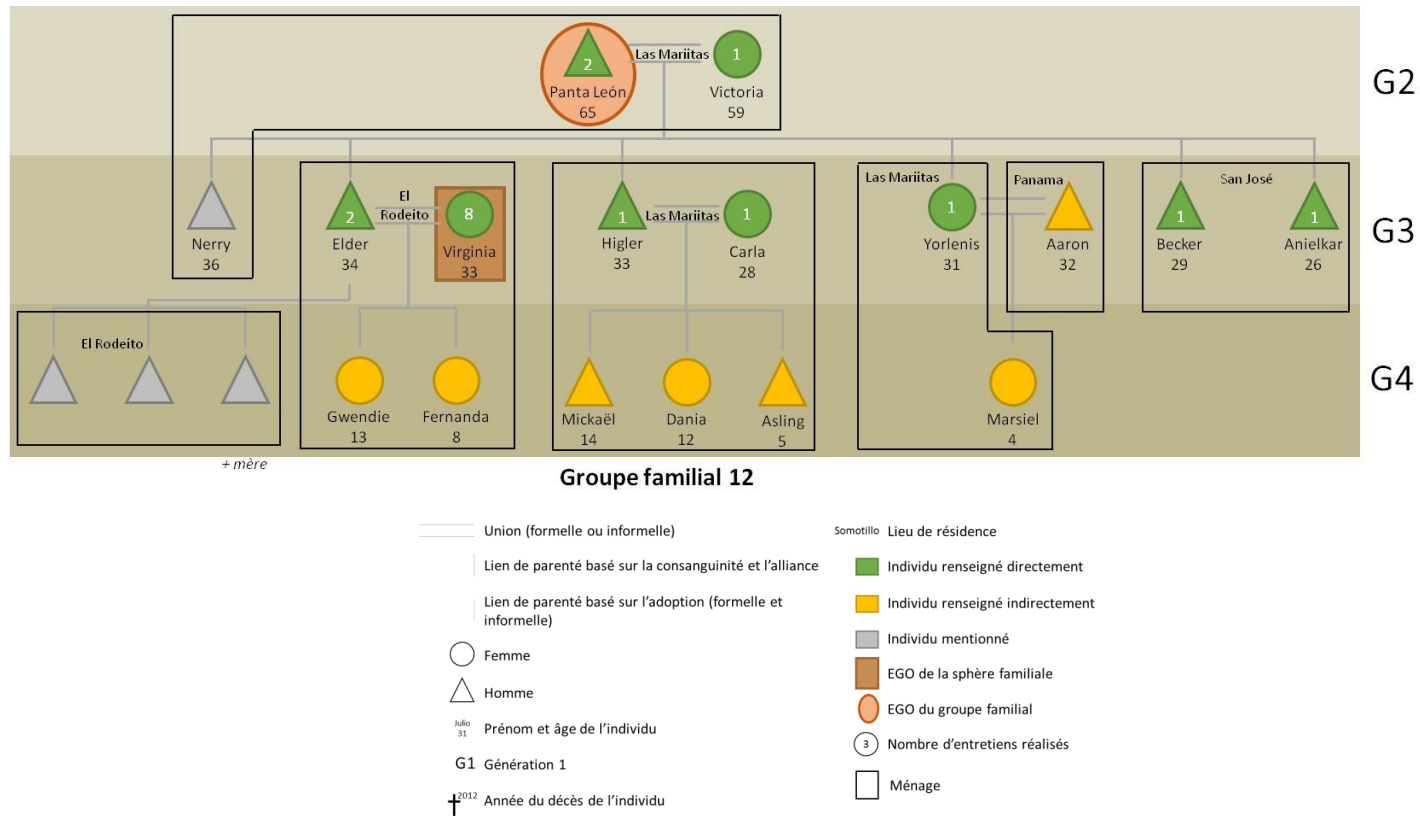 2
Las Mariitas
1
Panta León
65
Victoria
59
G2
Nerry
36
2
Elder
34
El
Rodeito
8
Virginia
33
1
Higler
33
Las Mariitas
1
Carla
28
Las Mariitas
1
Yorlenis
31
Panama
Aaron
32
San José
1
Becker
29
1
Anielkar
26
G3
El Rodeito
Gwendie
13
Fernanda
8
Mickaël
14
Dania
12
Asling
5
Marsiel
4
G4
+ mère
Groupe familial 12
Union (formelle ou informelle)
Lien de parenté basé sur la consanguinité et l’alliance
Lien de parenté basé sur l’adoption (formelle et
informelle)
Femme
Homme
Julio
31
Prénom et âge de l’individu
G1 Génération 1
2012 Année du décès de l’individu
Somotillo Lieu de résidence
Individu renseigné directement
Individu renseigné indirectement
Individu mentionné
EGO de la sphère familiale
EGO du groupe familial
3 Nombre d’entretiens réalisés
Ménage